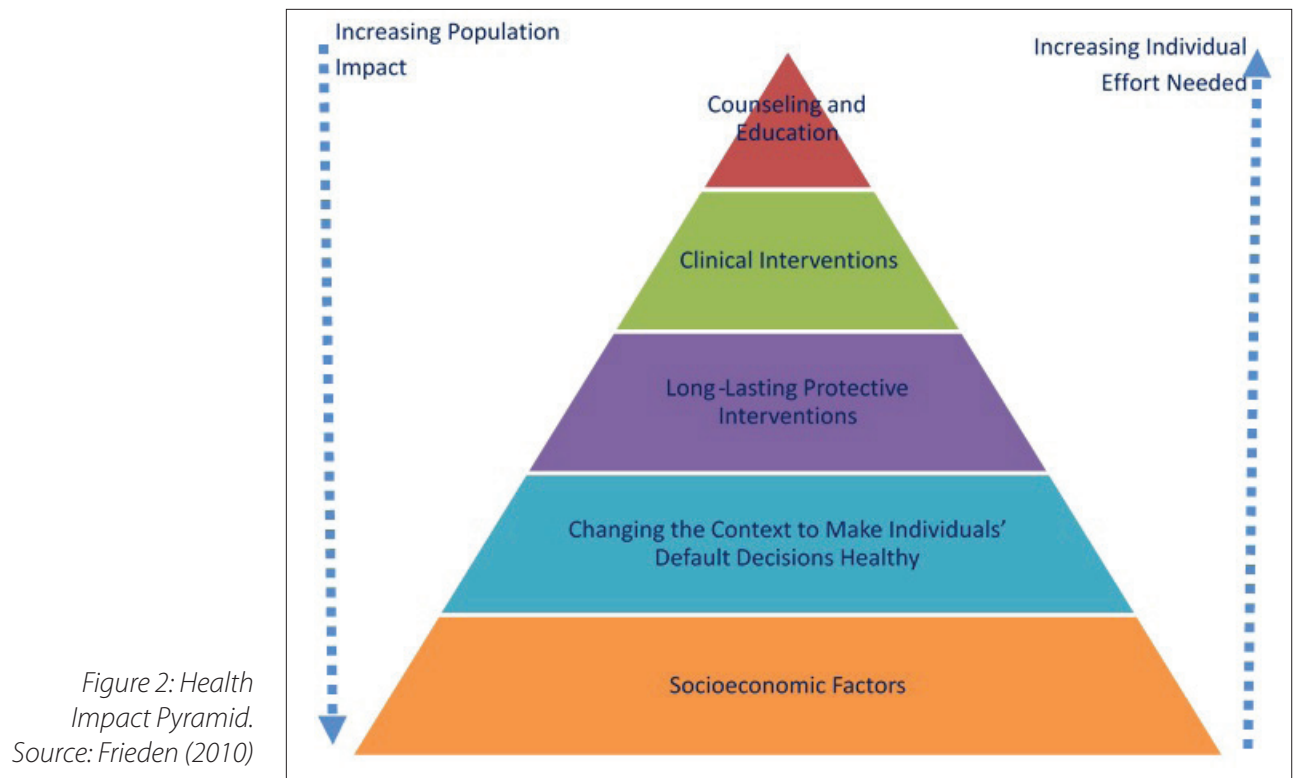 Increasing Population
Impact
Increasing Individual
Effort Needed
Counseling and
Education
Clinical Interventions
Long-Lasting Protective
Interventions
Changing the Context to Make Individuals’
Default Decisions Healthy
Socioeconomic Factors
Figure 2: Health
Impact Pyramid.
Source: Frieden (2010)